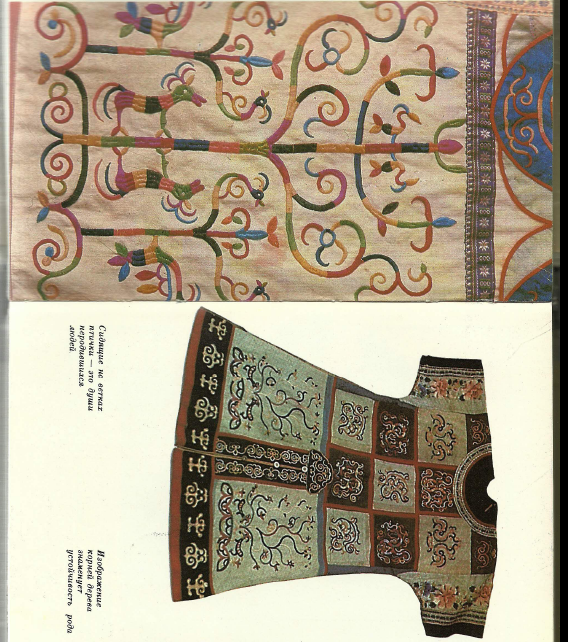 Сидящие на ветках
птички — это души
неродившихся
людей
Изображение
корней дерева
знаменует
устойчивость рода